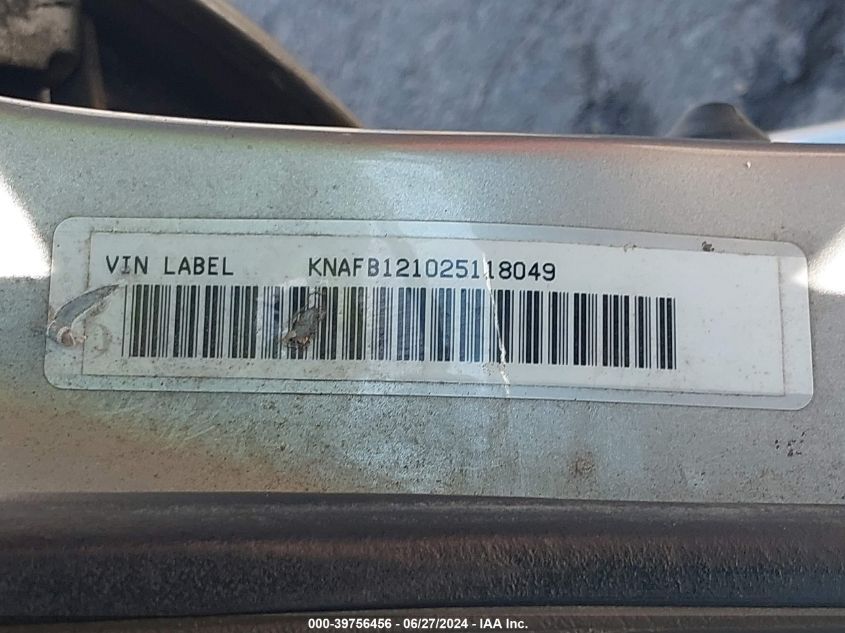 VIN LABEL KNAFB121025118049
000-39756456 - 06/27/2024 - IAA Inc.